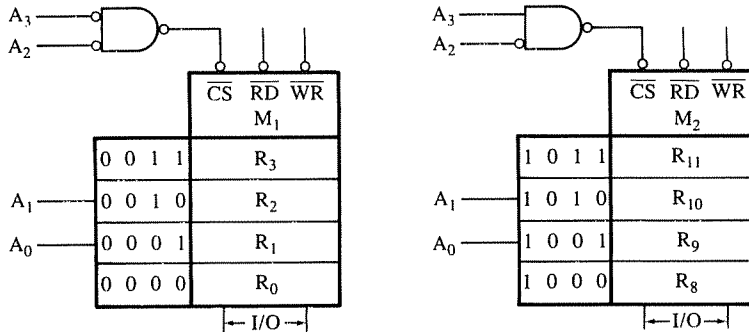 A3
A2
CS RD WR
M1
0 0 1 1 R3
A1 0 0 1 0 R2
A0 0 0 0 1 R1
0 0 0 0 R0
I/O
A3
A2
CS RD WR
M2
1 0 1 1 R11
A1 1 0 1 0 R10
A0 1 0 0 1 R9
1 0 0 0 R8
I/O